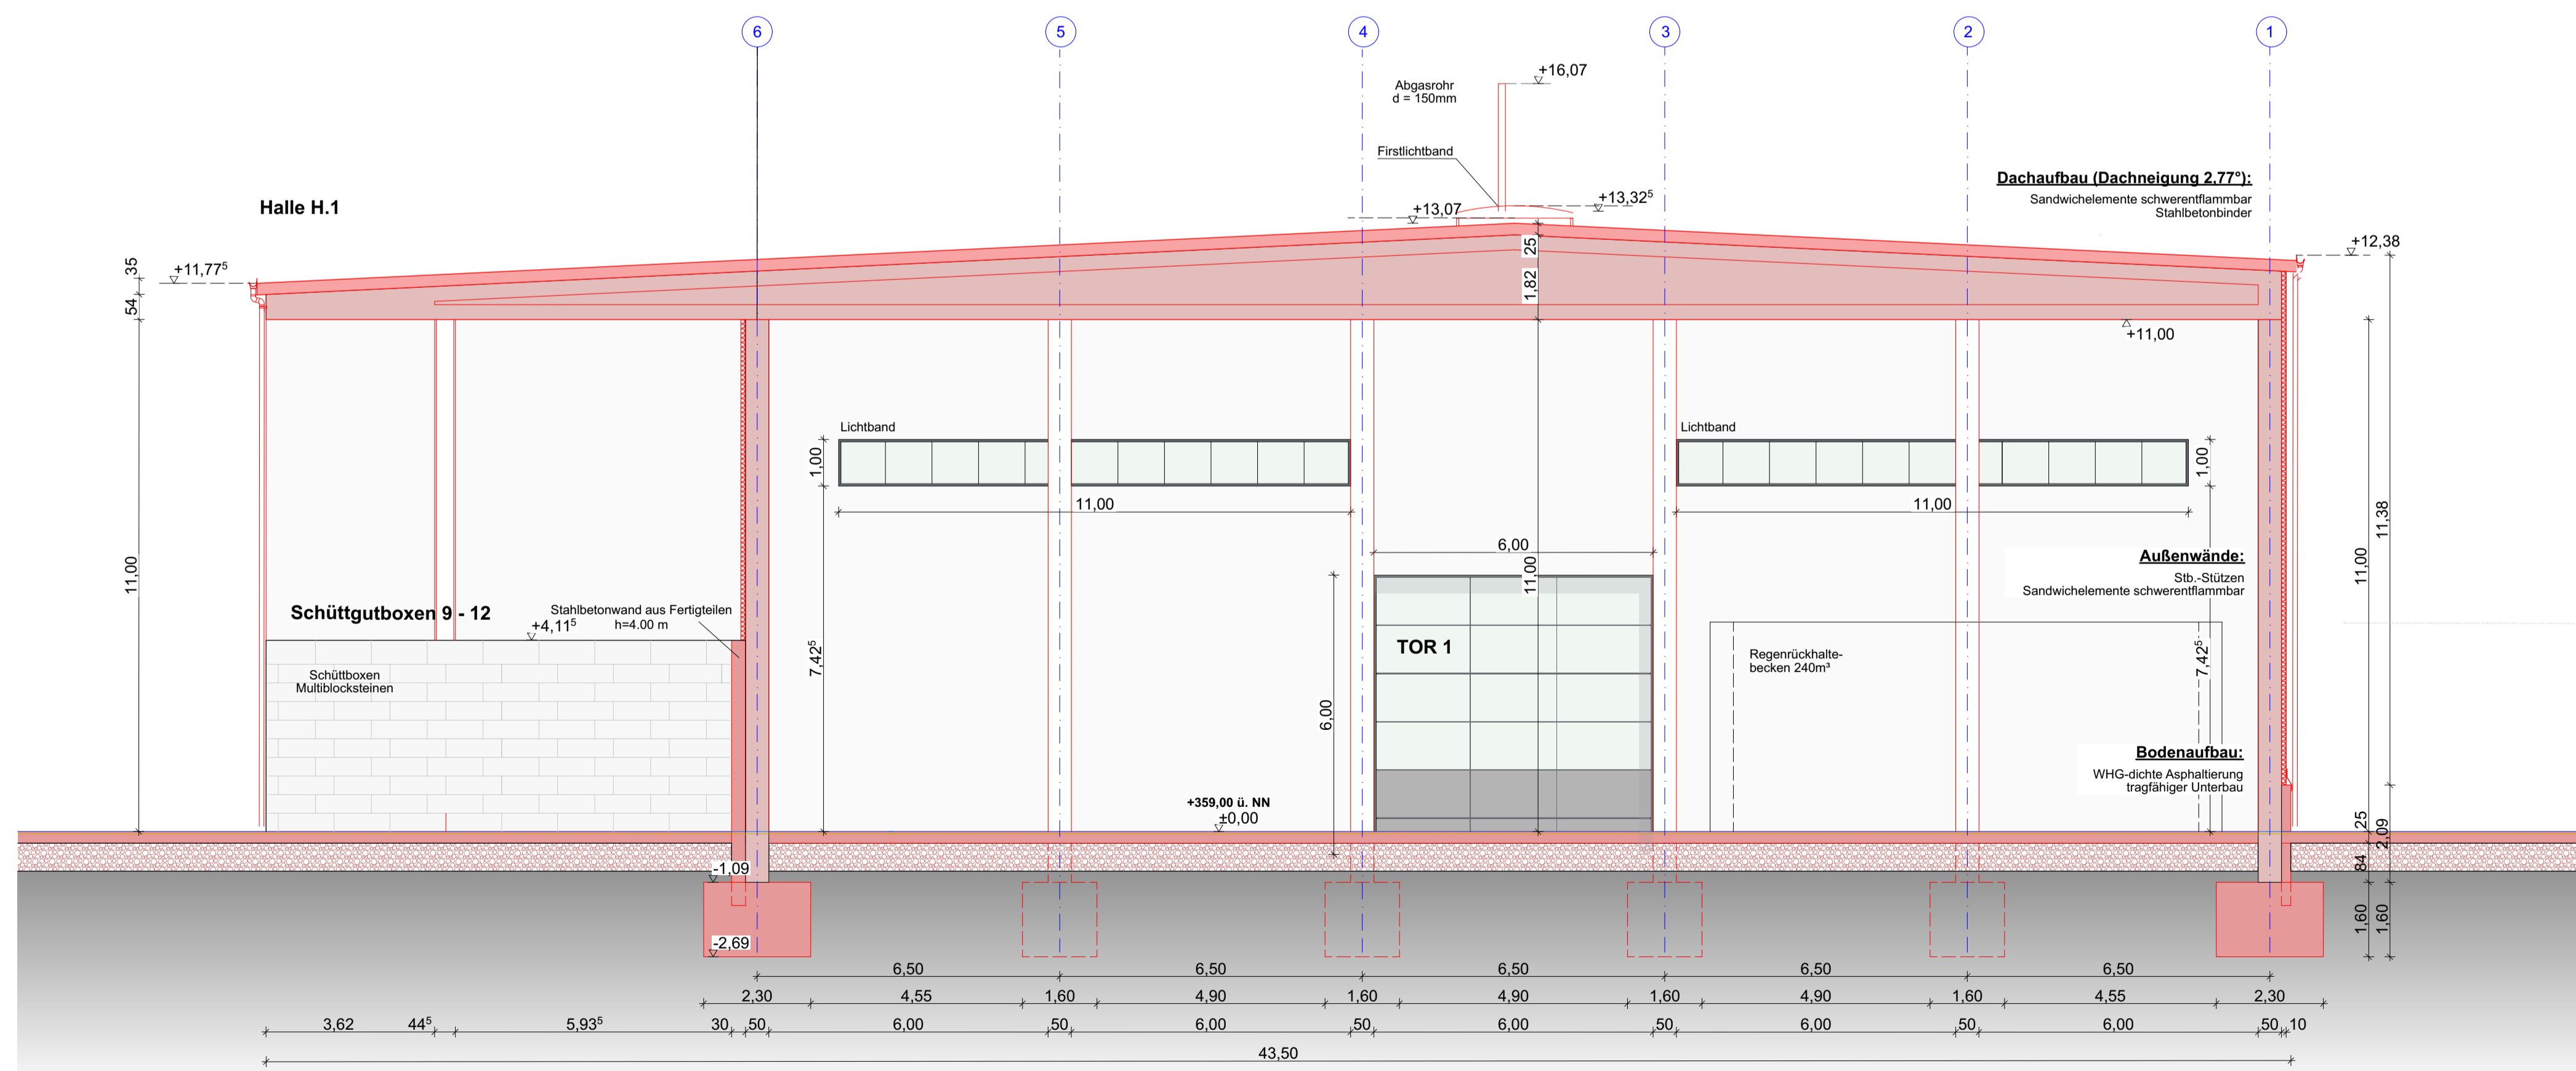 6
5
4
3
2
1
+16,07
Abgasrohr
d = 150mm
Firstlichtband
+13,32⁵
+13,07
Halle H.1
Dachaufbau (Dachneigung 2,77°):
Sandwichelemente schwerentflammbar
Stahlbetonbinder
+12,38
+11,77⁵
35
54
25
1,82
+11,00
Lichtband
Lichtband
1,00
1,00
11,00
11,00
11,38
6,00
11,00
11,00
11,00
Außenwände:
Stb.-Stützen
Sandwichelemente schwerentflammbar
Schüttgutboxen 9 - 12
Stahlbetonwand aus Fertigteilen
h=4.00 m
+4,11⁵
7,42⁵
TOR 1
Regenrückhalte-
becken 240m³
7,42⁵
Schüttboxen
Multiblocksteinen
6,00
Bodenaufbau:
WHG-dichte Asphaltierung
tragfähiger Unterbau
+359,00 ü. NN
±0,00
25
2,09
84
-1,09
1,60
1,60
-2,69
6,50
6,50
6,50
6,50
6,50
2,30
4,55
1,60
4,90
1,60
4,90
1,60
4,90
1,60
4,55
2,30
3,62
44⁵
5,93⁵
30
50
6,00
50
6,00
50
6,00
50
6,00
50
6,00
50
10
43,50